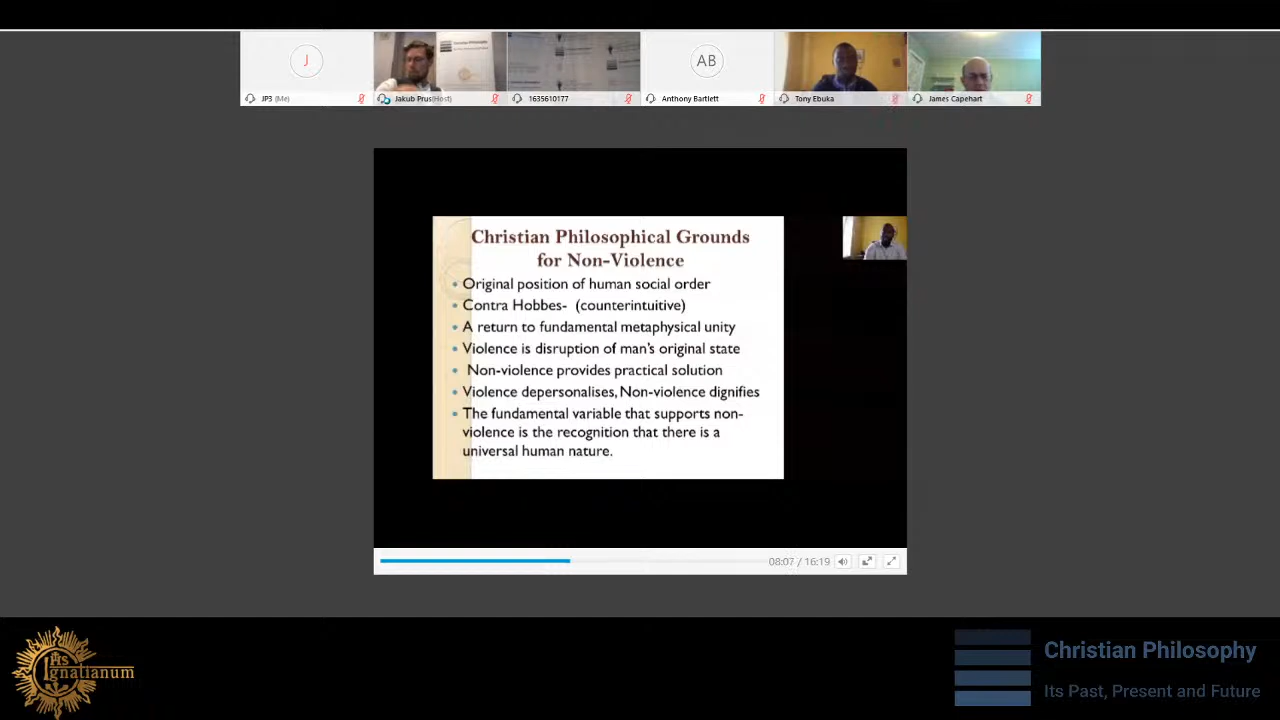 J
AB
JP3 (Me)
Jakub Prus(Host)
1635610177
Anthony Bartlett
Tony Ebuka
James Capehart
Christian Philosophical Grounds
for Non-Violence
• Original position of human social order
• Contra Hobbes- (counterintuitive)
• A return to fundamental metaphysical unity
• Violence is disruption of man's original state
• Non-violence provides practical solution
• Violence depersonalises, Non-violence dignifies
• The fundamental variable that supports non-
violence is the recognition that there is a
universal human nature.
08:07 / 16:19
IHS
Ignatianum
Christian Philosophy
Its Past, Present and Future